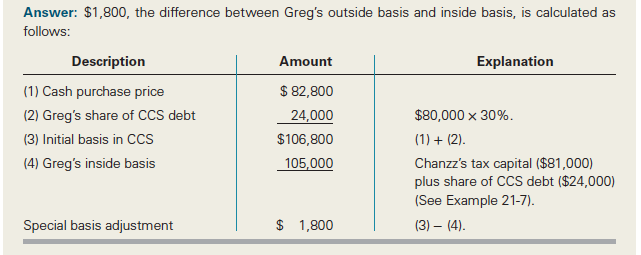 Answer: $1,800, the difference between Greg's outside basis and inside basis, is calculated as
follows:
Description Amount Explanation
(1) Cash purchase price $ 82,800
(2) Greg's share of CCS debt 24,000 $80,000 × 30%.
(3) Initial basis in CCS $106,800 (1) + (2).
(4) Greg's inside basis 105,000 Chanzz's tax capital ($81,000)
plus share of CCS debt ($24,000)
(See Example 21-7).
Special basis adjustment $ 1,800 (3) – (4).